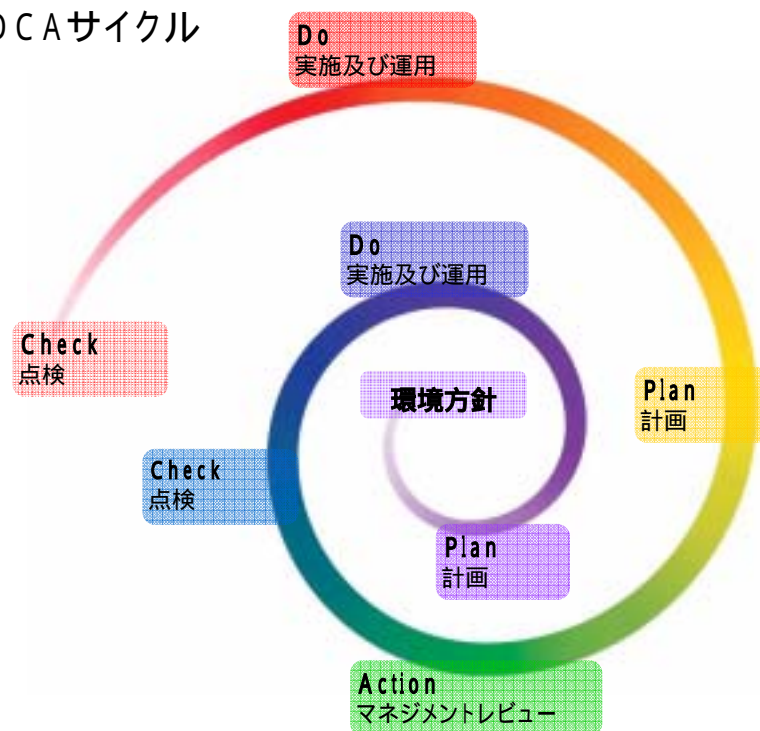 DCAサイクル
Do
実施及び運用
Do
実施及び運用
Check
点検
環境方針
Plan
計画
Check
点検
Plan
計画
Action
マネジメントレビュー